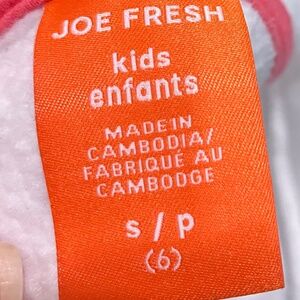 JOE FRESH
kids
enfants
MADE IN
CAMBODIA/
FABRIQUÉ AU
CAMBODGE
s / p
(6)